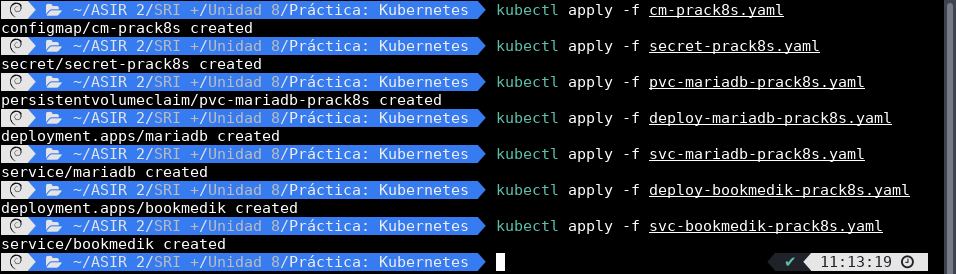 ~/ASIR 2/SRI +/Unidad 8/Práctica: Kubernetes kubectl apply -f cm-prack8s.yaml
configmap/cm-prack8s created
~/ASIR 2/SRI +/Unidad 8/Práctica: Kubernetes kubectl apply -f secret-prack8s.yaml
secret/secret-prack8s created
~/ASIR 2/SRI +/Unidad 8/Práctica: Kubernetes kubectl apply -f pvc-mariadb-prack8s.yaml
persistentvolumeclaim/pvc-mariadb-prack8s created
~/ASIR 2/SRI +/Unidad 8/Práctica: Kubernetes kubectl apply -f deploy-mariadb-prack8s.yaml
deployment.apps/mariadb created
~/ASIR 2/SRI +/Unidad 8/Práctica: Kubernetes kubectl apply -f svc-mariadb-prack8s.yaml
service/mariadb created
~/ASIR 2/SRI +/Unidad 8/Práctica: Kubernetes kubectl apply -f deploy-bookmedik-prack8s.yaml
deployment.apps/bookmedik created
~/ASIR 2/SRI +/Unidad 8/Práctica: Kubernetes kubectl apply -f svc-bookmedik-prack8s.yaml
service/bookmedik created
~/ASIR 2/SRI +/Unidad 8/Práctica: Kubernetes ✔ 11:13:19